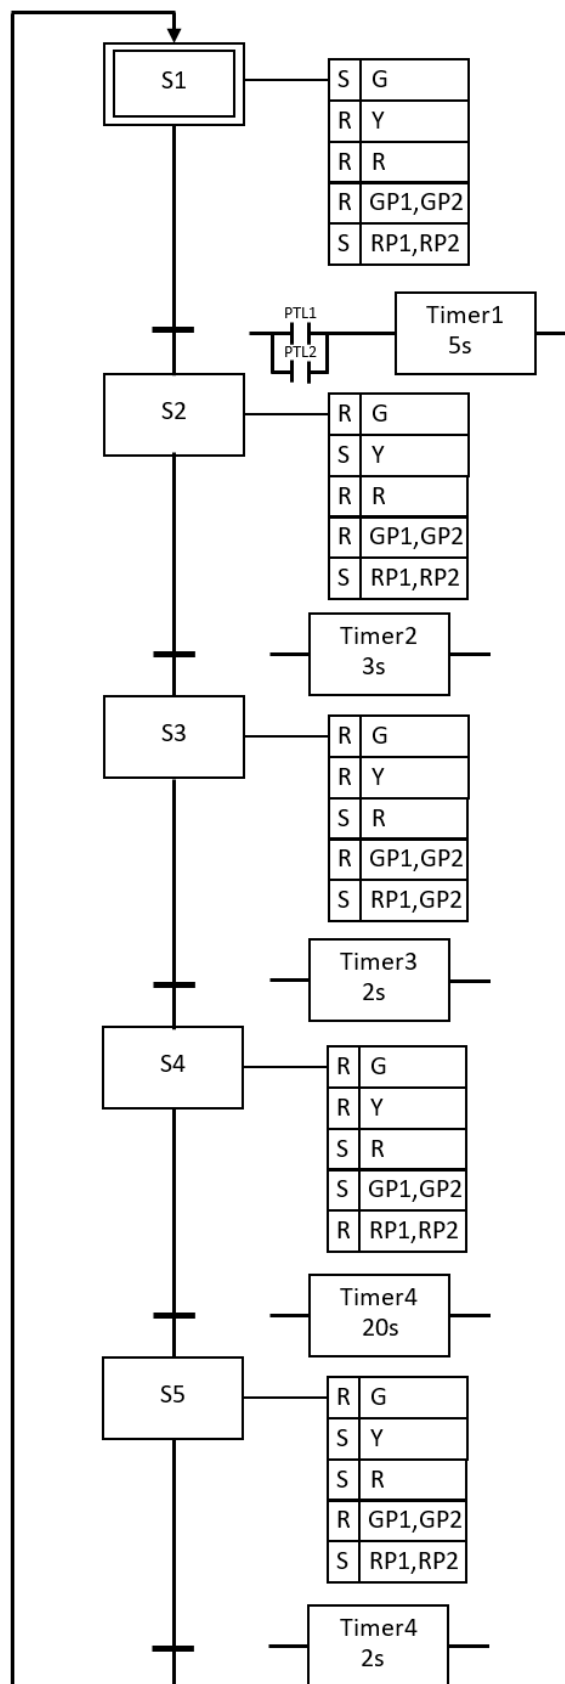 S1
S G
R Y
R R
R GP1,GP2
S RP1,RP2
PTL1
PTL2
Timer1
5s
S2
R G
S Y
R R
R GP1,GP2
S RP1,RP2
Timer2
3s
S3
R G
R Y
S R
R GP1,GP2
S RP1,GP2
Timer3
2s
S4
R G
R Y
S R
S GP1,GP2
R RP1,RP2
Timer4
20s
S5
R G
S Y
S R
R GP1,GP2
S RP1,RP2
Timer4
2s